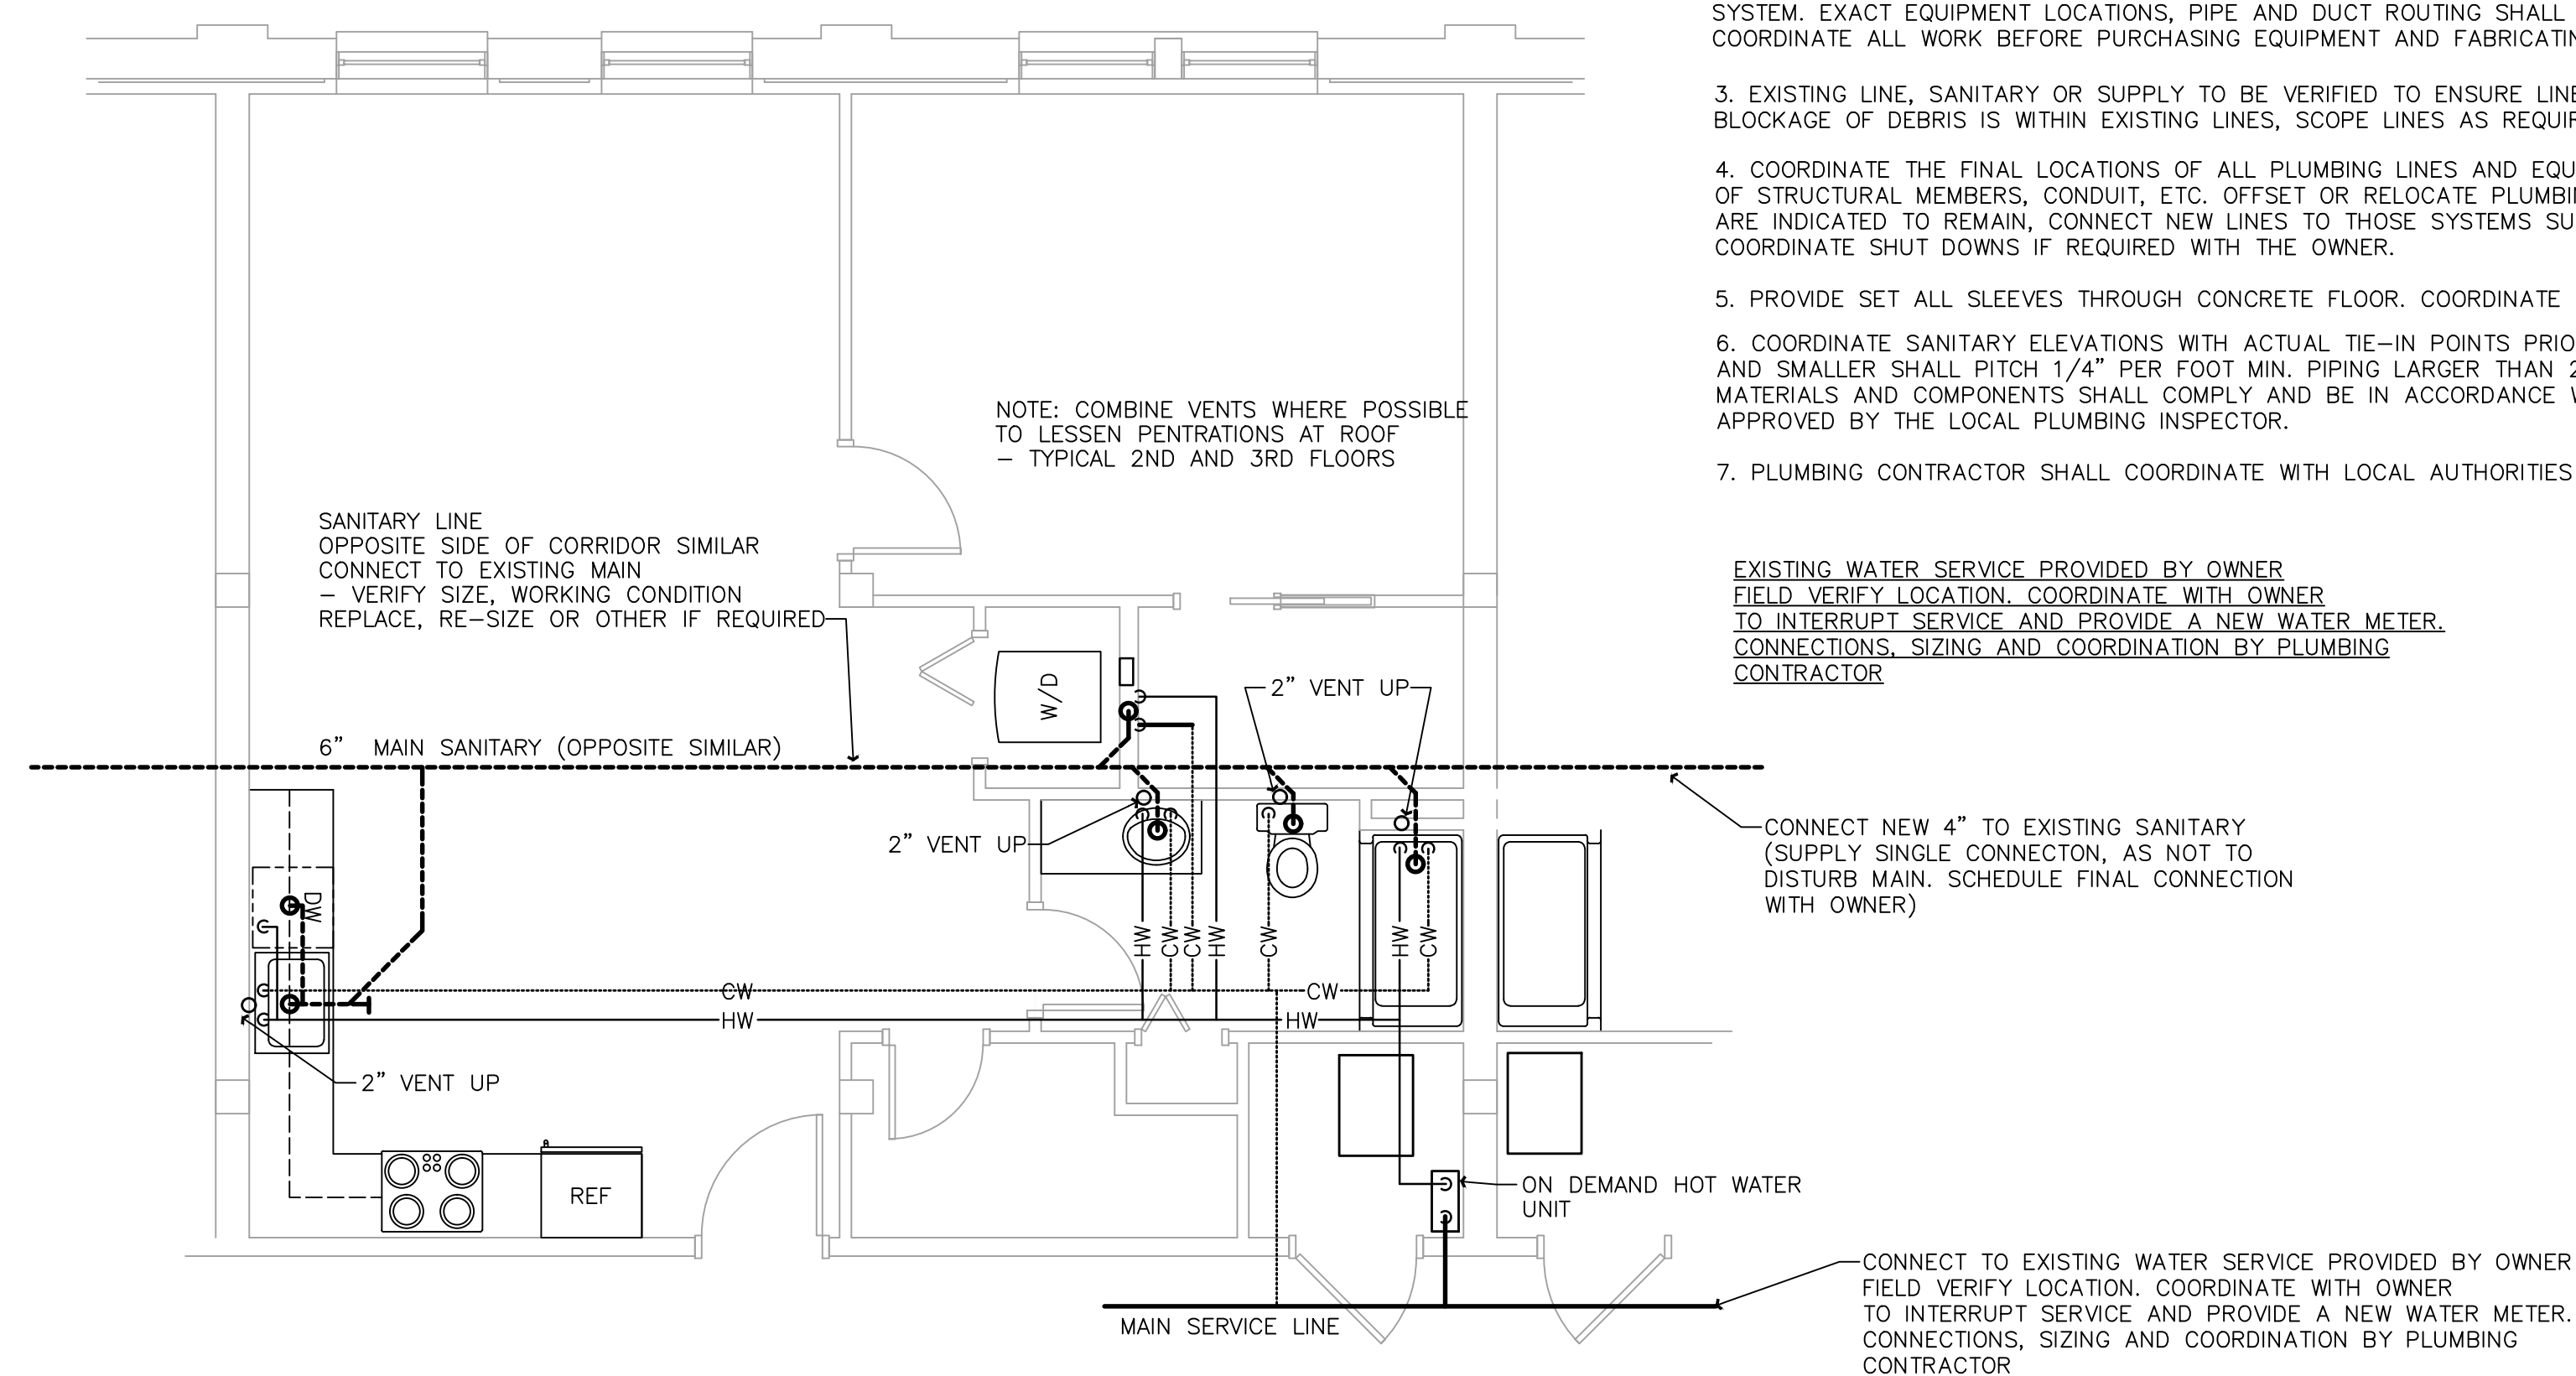 SYSTEM. EXACT EQUIPMENT LOCATIONS, PIPE AND DUCT ROUTING SHALL
COORDINATE ALL WORK BEFORE PURCHASING EQUIPMENT AND
3. EXISTING LINE, SANITARY OR SUPPLY TO BE VERIFIED TO ENSURE
BLOCKAGE OF DEBRIS IS WITHIN EXISTING LINES, SCOPE LINES AS
4. COORDINATE THE FINAL LOCATIONS OF ALL PLUMBING LINES AND
OF STRUCTURAL MEMBERS, CONDUIT, ETC. OFFSET OR RELOCATE
ARE INDICATED TO REMAIN, CONNECT NEW LINES TO THOSE SYSTEMS
COORDINATE SHUT DOWNS IF REQUIRED WITH THE OWNER.
5. PROVIDE SET ALL SLEEVES THROUGH CONCRETE FLOOR. COORDINATE
6. COORDINATE SANITARY ELEVATIONS WITH ACTUAL TIE-IN POINTS
AND SMALLER SHALL PITCH 1/4" PER FOOT MIN. PIPING LARGER THAN
MATERIALS AND COMPONENTS SHALL COMPLY AND BE IN ACCORDANCE
APPROVED BY THE LOCAL PLUMBING INSPECTOR.
7. PLUMBING CONTRACTOR SHALL COORDINATE WITH LOCAL AUTHORITIES
NOTE: COMBINE VENTS WHERE POSSIBLE
TO LESSEN PENTRATIONS AT ROOF
- TYPICAL 2ND AND 3RD FLOORS
SANITARY LINE
OPPOSITE SIDE OF CORRIDOR SIMILAR
CONNECT TO EXISTING MAIN
- VERIFY SIZE, WORKING CONDITION
REPLACE, RE-SIZE OR OTHER IF REQUIRED
EXISTING WATER SERVICE PROVIDED BY OWNER
FIELD VERIFY LOCATION. COORDINATE WITH OWNER
TO INTERRUPT SERVICE AND PROVIDE A NEW WATER METER.
CONNECTIONS, SIZING AND COORDINATION BY PLUMBING
CONTRACTOR
W/D
2" VENT UP
6" MAIN SANITARY (OPPOSITE SIMILAR)
2" VENT UP
CONNECT NEW 4" TO EXISTING SANITARY
(SUPPLY SINGLE CONNECTON, AS NOT TO
DISTURB MAIN. SCHEDULE FINAL CONNECTION
WITH OWNER)
DW
HW
CW
CW
HW
CW
HW
CW
CW
CW
HW
HW
2" VENT UP
REF
ON DEMAND HOT WATER
UNIT
MAIN SERVICE LINE
CONNECT TO EXISTING WATER SERVICE PROVIDED BY OWNER
FIELD VERIFY LOCATION. COORDINATE WITH OWNER
TO INTERRUPT SERVICE AND PROVIDE A NEW WATER METER.
CONNECTIONS, SIZING AND COORDINATION BY PLUMBING
CONTRACTOR